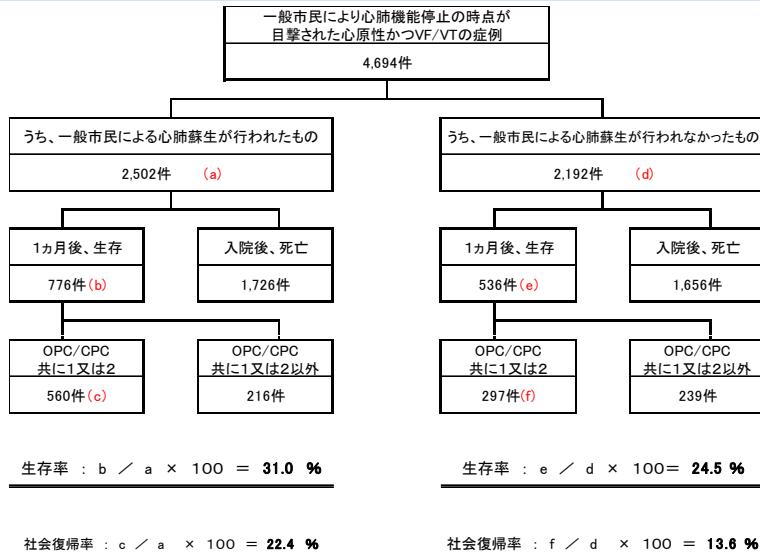 一般市民により心肺機能停止の時点が
目撃された心原性かつVF/VTの症例
4,694件
うち、一般市民による心肺蘇生が行われたもの
2,502件 (a)
うち、一般市民による心肺蘇生が行われなかったもの
2,192件 (d)
1ヵ月後、生存
776件(b)
入院後、死亡
1,726件
1ヵ月後、生存
536件(e)
入院後、死亡
1,656件
OPC/CPC
共に1又は2
560件(c)
OPC/CPC
共に1又は2以外
216件
OPC/CPC
共に1又は2
297件(f)
OPC/CPC
共に1又は2以外
239件
生存率 : b / a × 100 = 31.0 %
生存率 : e / d × 100= 24.5 %
社会復帰率 : c / a × 100 = 22.4 %
社会復帰率 : f / d × 100 = 13.6 %